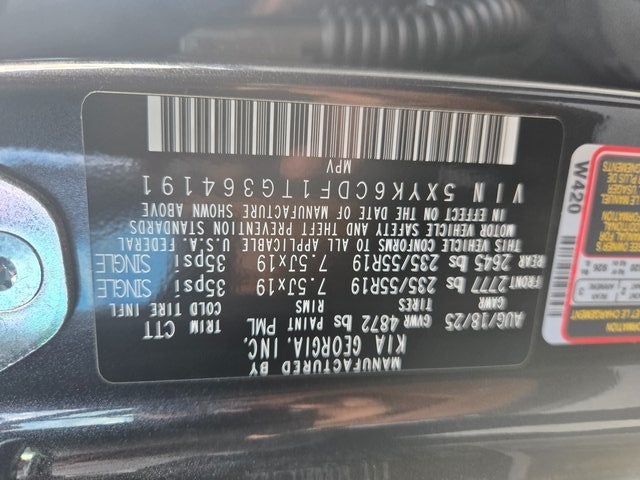 MANUFACTURED BY
KIA GEORGIA, INC.
AUG/18/25 GVWR 4872 lbs PAINT PML TRIM CTT
GAWR TIRES RIMS COLD TIRE INFL
FRONT 2777 lbs 235/55R19 7.5Jx19 35psi SINGLE
REAR 2645 lbs 235/55R19 7.5Jx19 35psi SINGLE
THIS VEHICLE CONFORMS TO ALL APPLICABLE U.S.A. FEDERAL
MOTOR VEHICLE SAFETY AND THEFT PREVENTION STANDARDS
IN EFFECT ON THE DATE OF MANUFACTURE SHOWN ABOVE
VIN 5XYK6CDF1TG364191
MPV
W420